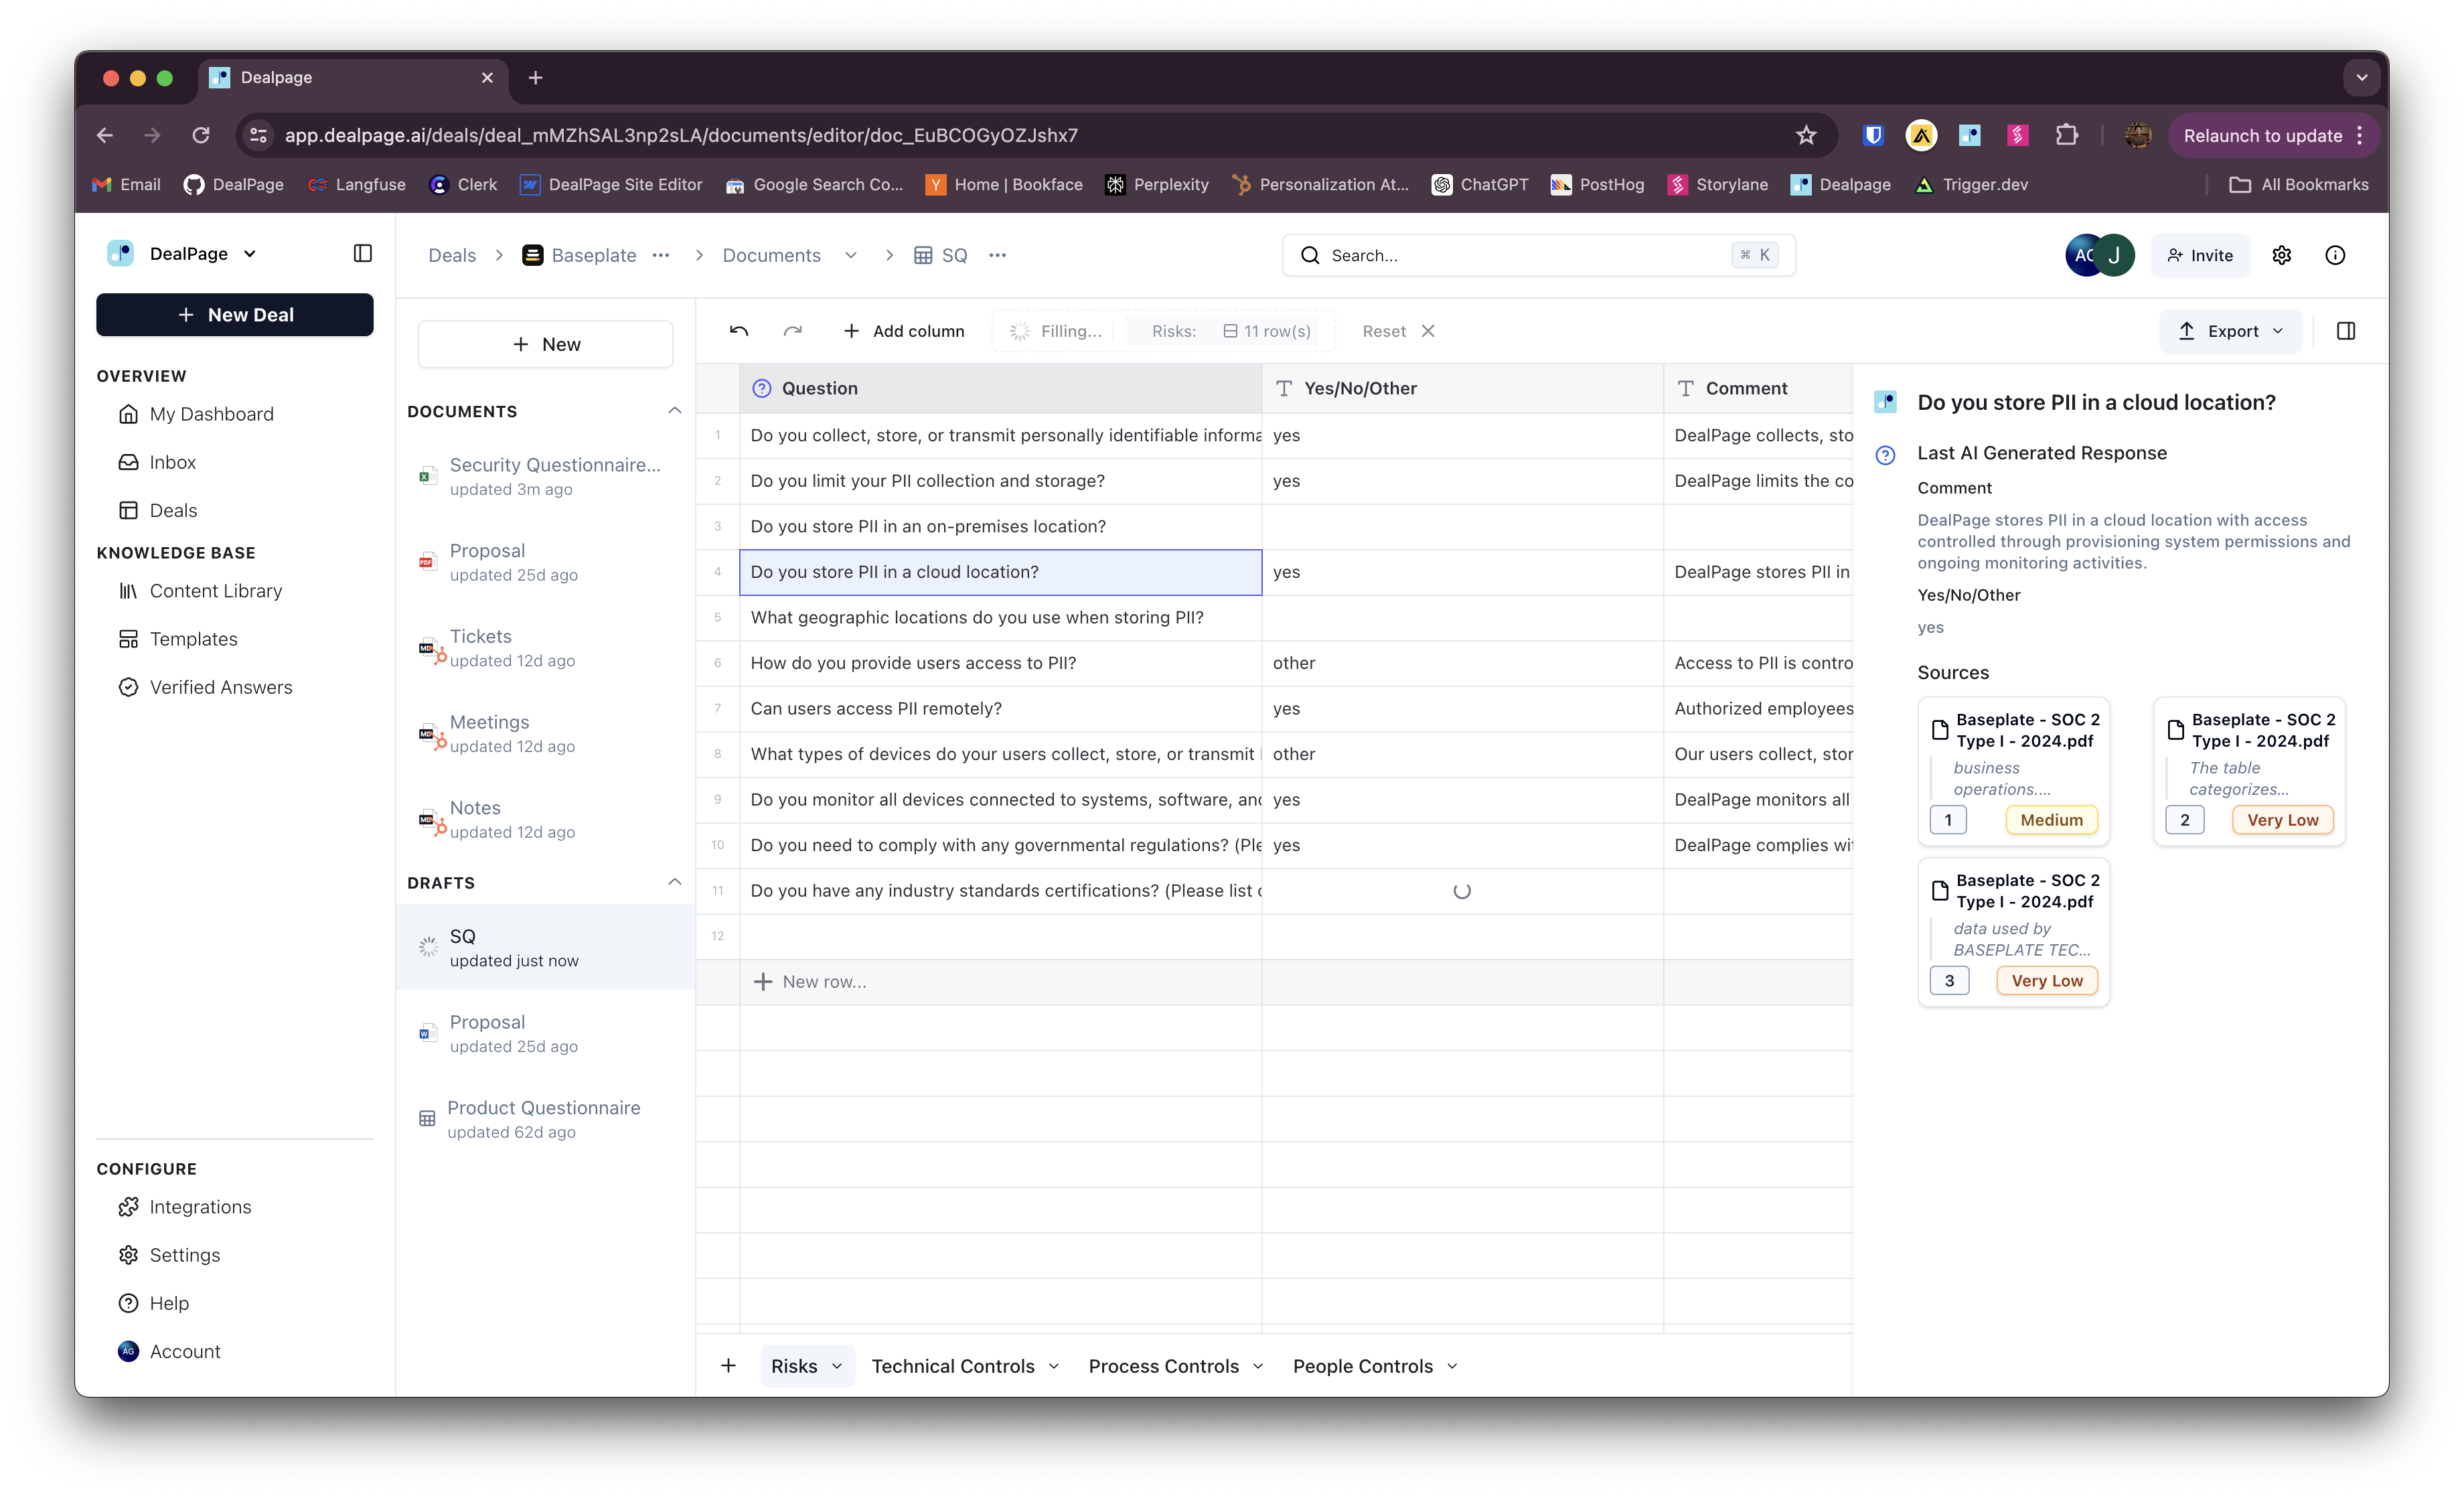 Dealpage
app.dealpage.ai/deals/deal_mMZhSAL3np2sLA/documents/editor/doc_EuBCOGyOZJshx7
Relaunch to update
Email
DealPage
Langfuse
Clerk
DealPage Site Editor
Google Search Co...
Y
Home | Bookface
Perplexity
Personalization At...
ChatGPT
PostHog
Storylane
Dealpage
Trigger.dev
All Bookmarks
DealPage
New Deal
OVERVIEW
My Dashboard
Inbox
Deals
KNOWLEDGE BASE
Content Library
Templates
Verified Answers
CONFIGURE
Integrations
Settings
Help
AG
Account
Deals
Baseplate
Documents
SQ
Search...
⌘ K
AG
J
Invite
New
DOCUMENTS
Security Questionnaire...
updated 3m ago
Proposal
updated 25d ago
Tickets
updated 12d ago
Meetings
updated 12d ago
Notes
updated 12d ago
DRAFTS
SQ
updated just now
Proposal
updated 25d ago
Product Questionnaire
updated 62d ago
Add column
Filling...
Risks:
11 row(s)
Reset
Export
Question
Yes/No/Other
Comment
1 Do you collect, store, or transmit personally identifiable informa yes DealPage collects, sto
2 Do you limit your PII collection and storage? yes DealPage limits the co
3 Do you store PII in an on-premises location?
4 Do you store PII in a cloud location? yes DealPage stores PII in
5 What geographic locations do you use when storing PII?
6 How do you provide users access to PII? other Access to PII is contro
7 Can users access PII remotely? yes Authorized employees
8 What types of devices do your users collect, store, or transmit other Our users collect, stor
9 Do you monitor all devices connected to systems, software, and yes DealPage monitors all
10 Do you need to comply with any governmental regulations? (Ple yes DealPage complies wit
11 Do you have any industry standards certifications? (Please list
12
New row...
Risks
Technical Controls
Process Controls
People Controls
Do you store PII in a cloud location?
Last AI Generated Response
Comment
DealPage stores PII in a cloud location with access
controlled through provisioning system permissions and
ongoing monitoring activities.
Yes/No/Other
yes
Sources
Baseplate - SOC 2
Type I - 2024.pdf
business
operations....
1
Medium
Baseplate - SOC 2
Type I - 2024.pdf
The table
categorizes...
2
Very Low
Baseplate - SOC 2
Type I - 2024.pdf
data used by
BASEPLATE TEC...
3
Very Low